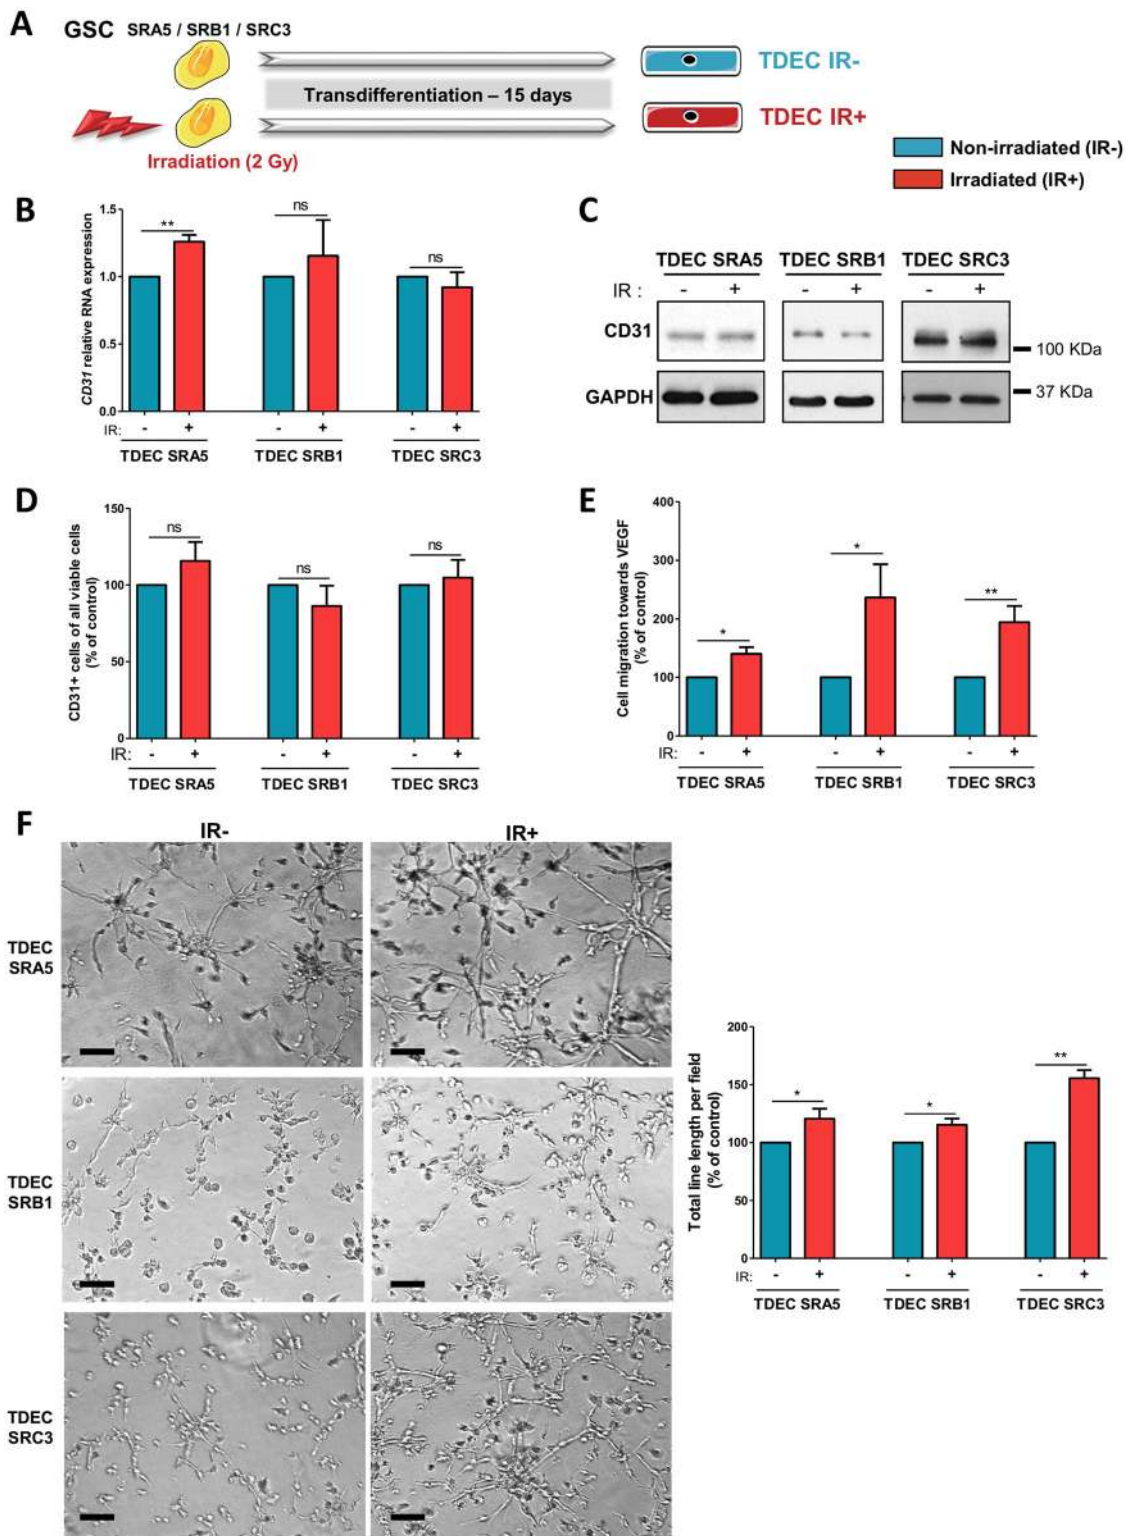 A
GSC SRA5 / SRB1 / SRC3
TDEC IR-
Transdifferentiation – 15 days
TDEC IR+
Irradiation (2 Gy)
Non-irradiated (IR-)
Irradiated (IR+)
B
CD31 relative RNA expression
1.5
1.0
0.5
0.0
**
ns
ns
IR: - + - + - +
TDEC SRA5 TDEC SRB1 TDEC SRC3
C
TDEC SRA5 TDEC SRB1 TDEC SRC3
IR : - + - + - +
CD31
100 KDa
GAPDH
37 KDa
D
CD31+ cells of all viable cells
(% of control)
150
100
50
0
ns
ns
ns
IR: - + - + - +
TDEC SRA5 TDEC SRB1 TDEC SRC3
E
Cell migration towards VEGF
(% of control)
400
300
200
100
0
*
*
**
IR: - + - + - +
TDEC SRA5 TDEC SRB1 TDEC SRC3
F
IR- IR+
TDEC
SRA5
TDEC
SRB1
TDEC
SRC3
Total line length per field
(% of control)
200
150
100
50
0
*
*
**
IR: - + - + - +
TDEC SRA5 TDEC SRB1 TDEC SRC3